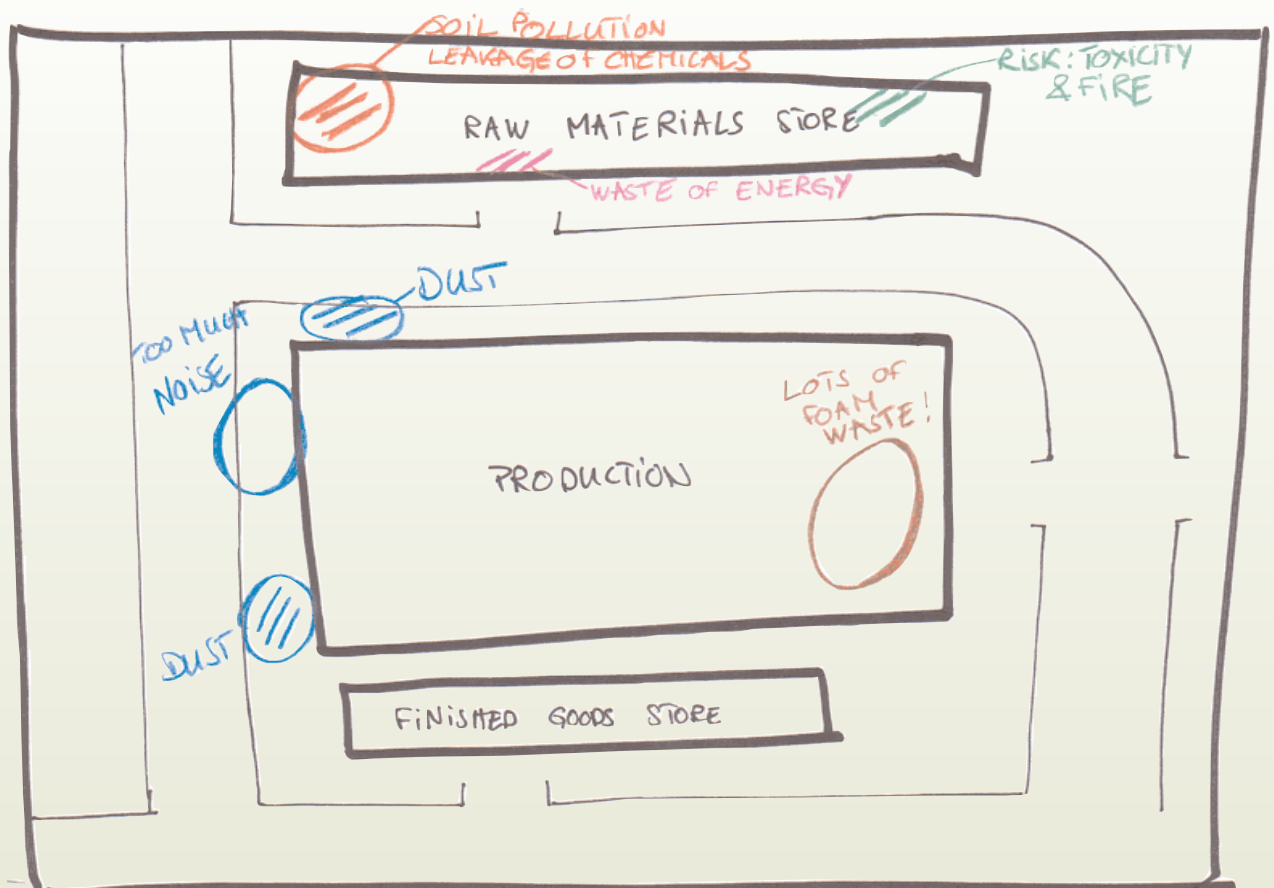 SOIL POLLUTION
LEAKAGE OF CHEMICALS
RISK: TOXICITY
& FIRE
RAW MATERIALS STORE
WASTE OF ENERGY
DUST
TOO MUCH
NOISE
LOTS OF
FOAM
WASTE!
PRODUCTION
DUST
FINISHED GOODS STORE